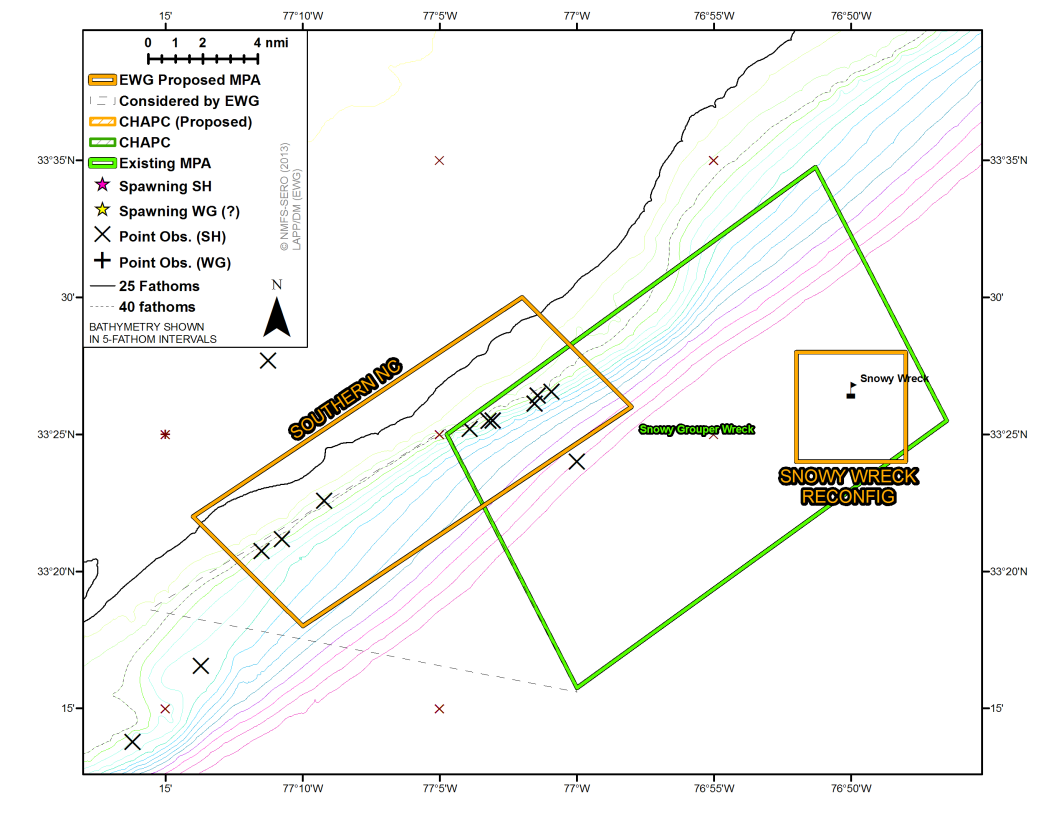 15'
77°10'W
77°5'W
77°0'
76°55'W
76°50'W
0 1 2 4 nmi
EWG Proposed MPA
Considered by EWG
CHAPC (Proposed)
CHAPC
Existing MPA
Spawning SH
Spawning WG (?)
Point Obs. (SH)
Point Obs. (WG)
25 Fathoms
40 fathoms
BATHYMETRY SHOWN
IN 5-FATHOM INTERVALS
© NMFS-SERO (2013)
LAPP/DM (EWG)
N
33°35'N
33°35'N
30'
30'
SOUTHERN NC
Snowy Wreck
33°25'N
Snowy Grouper Wreck
33°25'N
SNOWY WRECK
RECONFIG
33°20'N
33°20'N
15'
15'
15'
77°10'W
77°5'W
77°0'
76°55'W
76°50'W